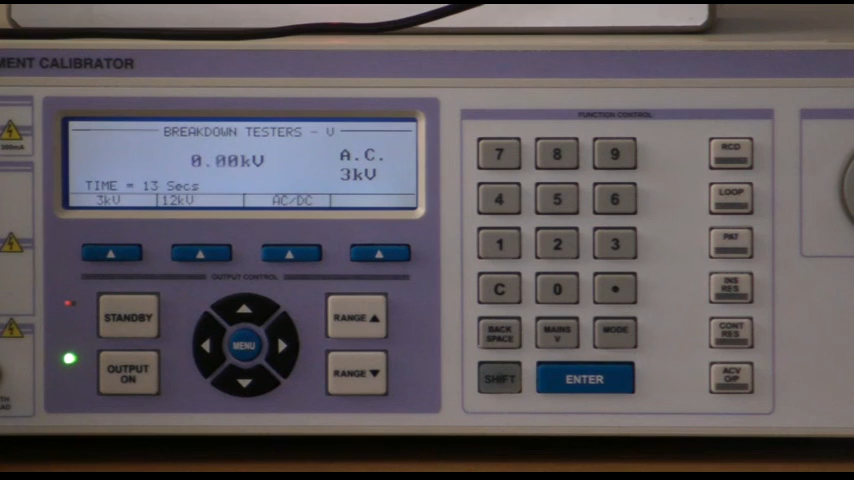 MENT CALIBRATOR
300mA
BREAKDOWN TESTERS - V
0.00kV
A.C.
3kV
TIME = 13 Secs
3kV
12kV
AC/DC
OUTPUT CONTROL
STANDBY
OUTPUT
ON
MENU
RANGE
RANGE
FUNCTION CONTROL
7 8 9
4 5 6
1 2 3
C 0 •
BACK
SPACE
MAINS
V
MODE
SHIFT
ENTER
RCD
LOOP
PAT
INS
RES
CONT
RES
ACV
O/P